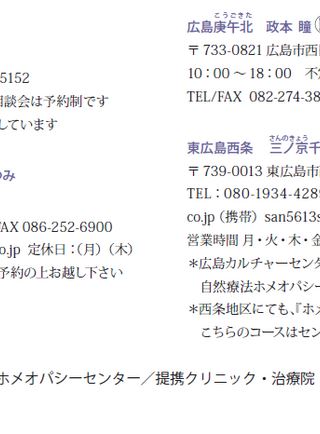 5152
談会は予約制です
しています
み
FAX 086-252-6900
o.jp 定休日：（月）（木）
予約の上お越し下さい
広島庚午北 政本 瞳
こうごきた
〒733-0821 広島市西
10：00～18：00 不
TEL/FAX 082-274-38
東広島西条 三ノ京千
さんのきょう
〒739-0013 東広島市
TEL：080-1934-428
co.jp（携帯）san5613s
営業時間 月・火・木・金
＊広島カルチャーセン
自然療法ホメオパシー
＊西条地区にても、『ホ
こちらのコースはセン
ホメオパシーセンター／提携クリニック・治療院